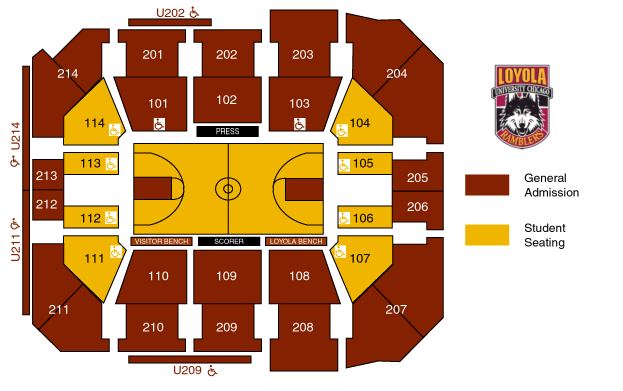 U202
201
202
203
214
204
101
102
103
114
104
PRESS
U214
113
105
213
205
212
206
112
106
U211
VISITOR BENCH
SCORER
LOYOLA BENCH
111
107
110
109
108
211
207
210
209
208
U209
LOYOLA
UNIVERSITY CHICAGO
RAMBLERS
General
Admission
Student
Seating